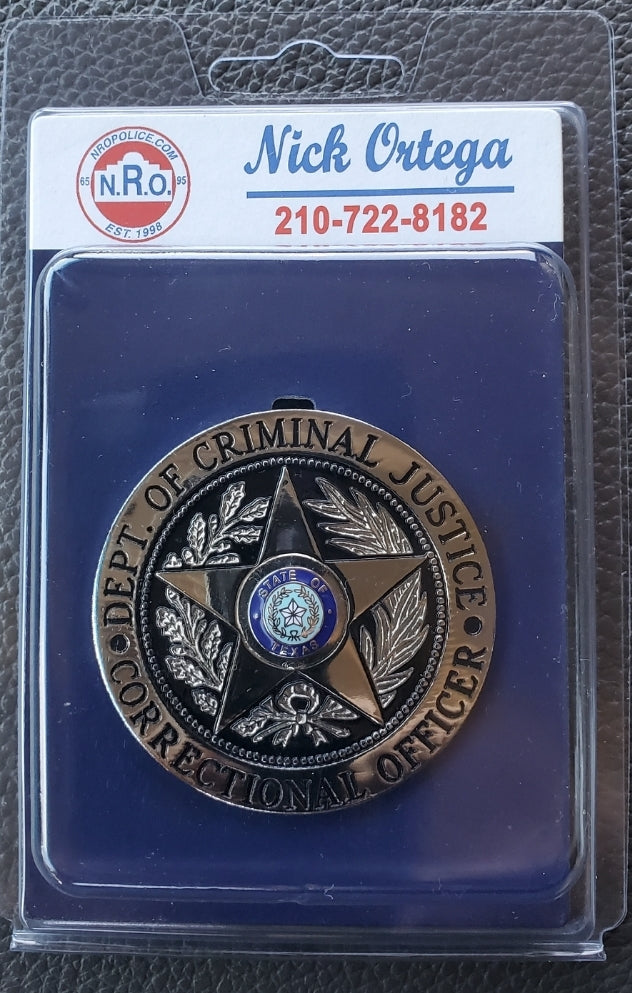 NROPOLICE.COM
65 N.R.O. 95
EST. 1998
Nick Ortega
210-722-8182
DEPT. OF CRIMINAL JUSTICE
STATE OF
TEXAS
CORRECTIONAL OFFICER